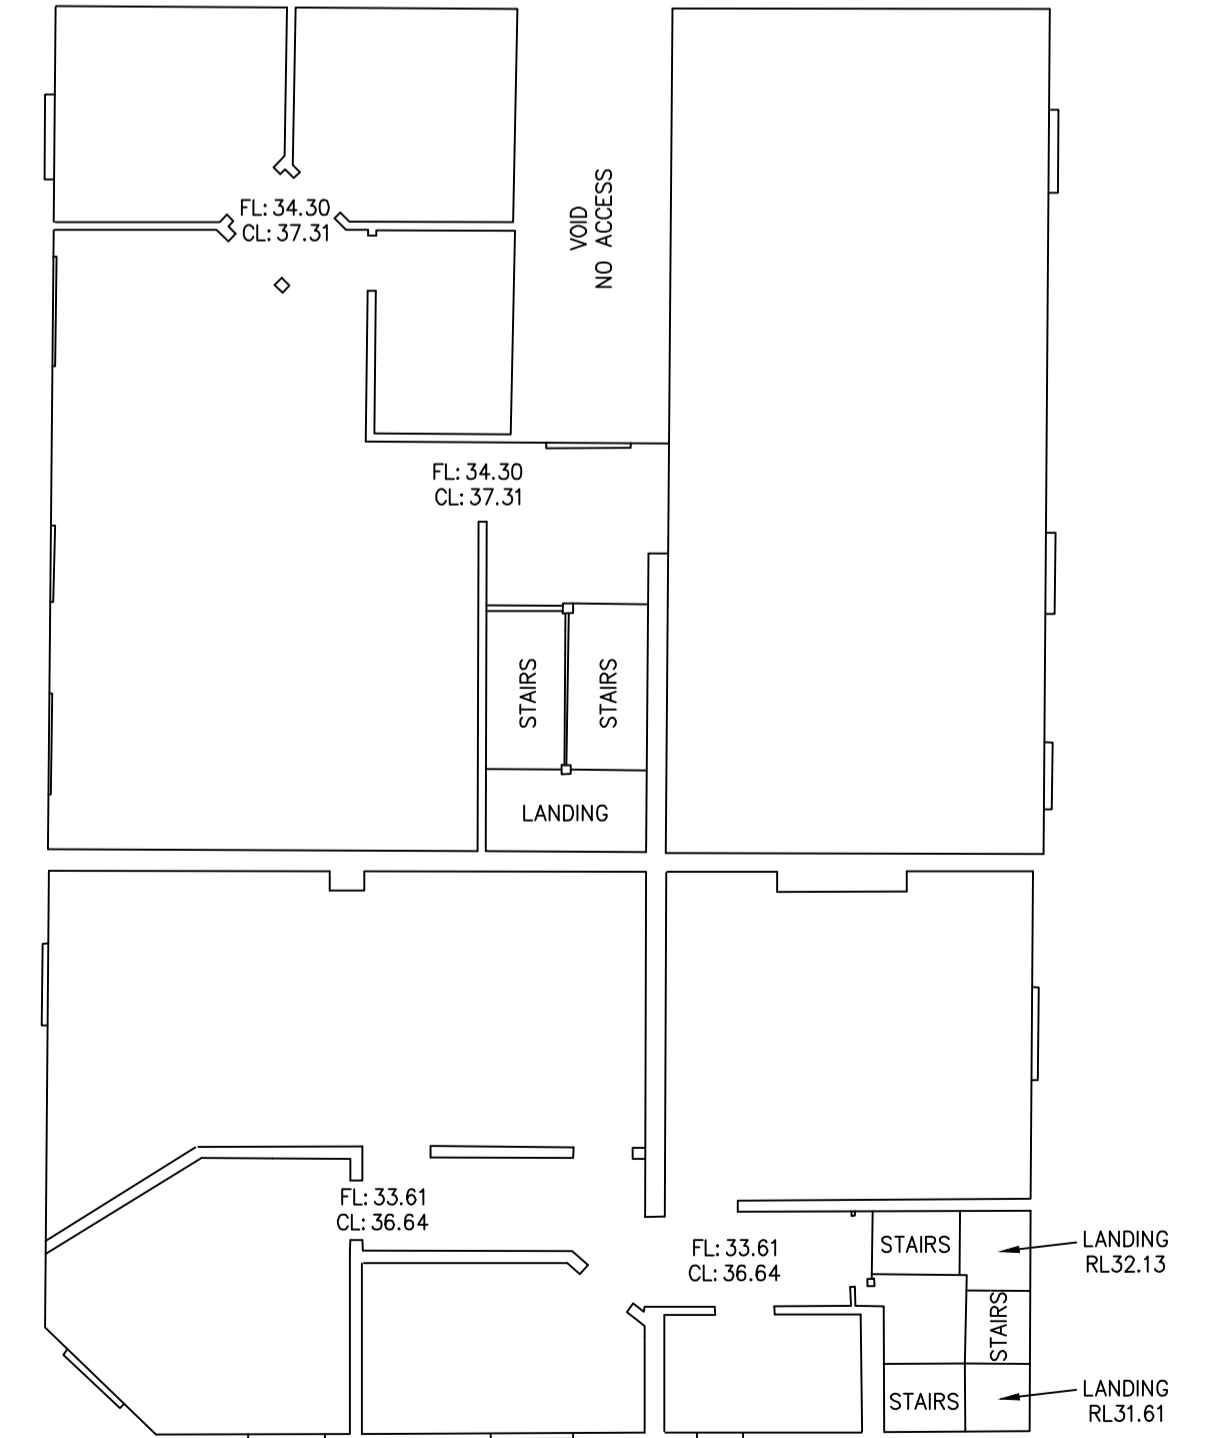 VOID
NO ACCESS
FL: 34.30
CL: 37.31
FL: 34.30
CL: 37.31
STAIRS
STAIRS
LANDING
FL: 33.61
CL: 36.64
FL: 33.61
CL: 36.64
STAIRS
LANDING
RL32.13
STAIRS
STAIRS
LANDING
RL31.61